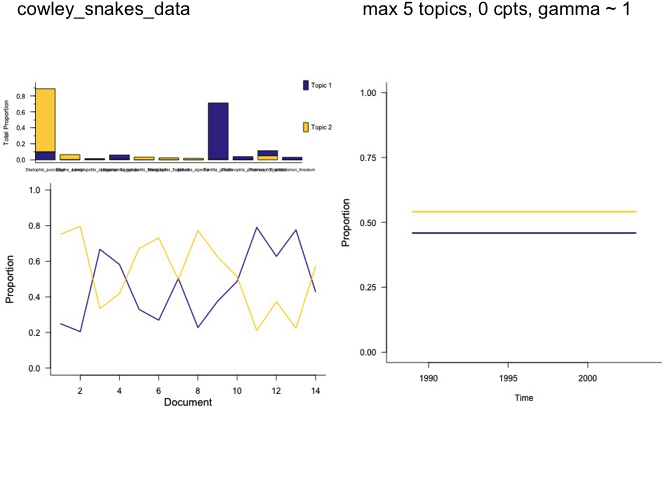 cowley_snakes_data
max 5 topics, 0 cpts, gamma ~ 1
Topic 1
Topic 2
Total Proportion
0.8
0.6
0.4
0.2
0.0
1.0
0.8
0.6
0.4
0.2
0.0
Proportion
2 4 6 8 10 12 14
Document
1.00
0.75
0.50
0.25
0.00
Proportion
1990 1995 2000
Time